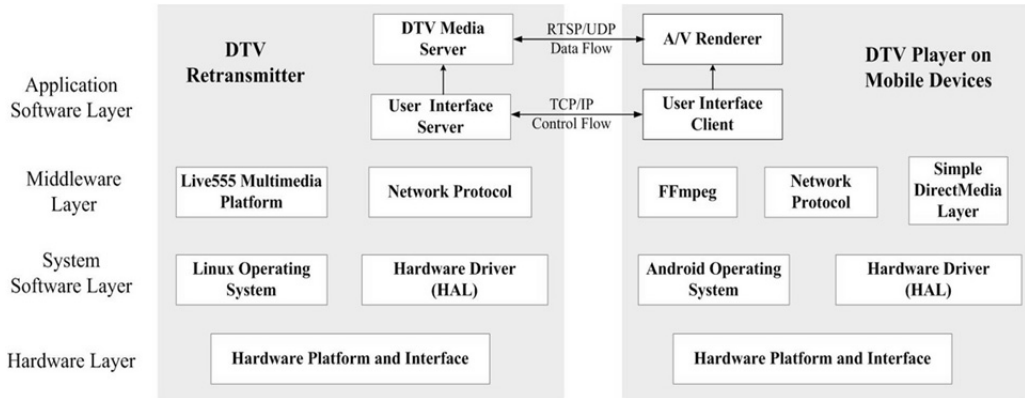 DTV
Retransmitter
DTV Media
Server
RTSP/UDP
Data Flow
A/V Renderer
DTV Player on
Mobile Devices
Application
Software Layer
User Interface
Server
TCP/IP
Control Flow
User Interface
Client
Middleware
Layer
Live555 Multimedia
Platform
Network Protocol
FFmpeg
Network
Protocol
Simple
DirectMedia
Layer
System
Software Layer
Linux Operating
System
Hardware Driver
(HAL)
Android Operating
System
Hardware Driver
(HAL)
Hardware Layer
Hardware Platform and Interface
Hardware Platform and Interface